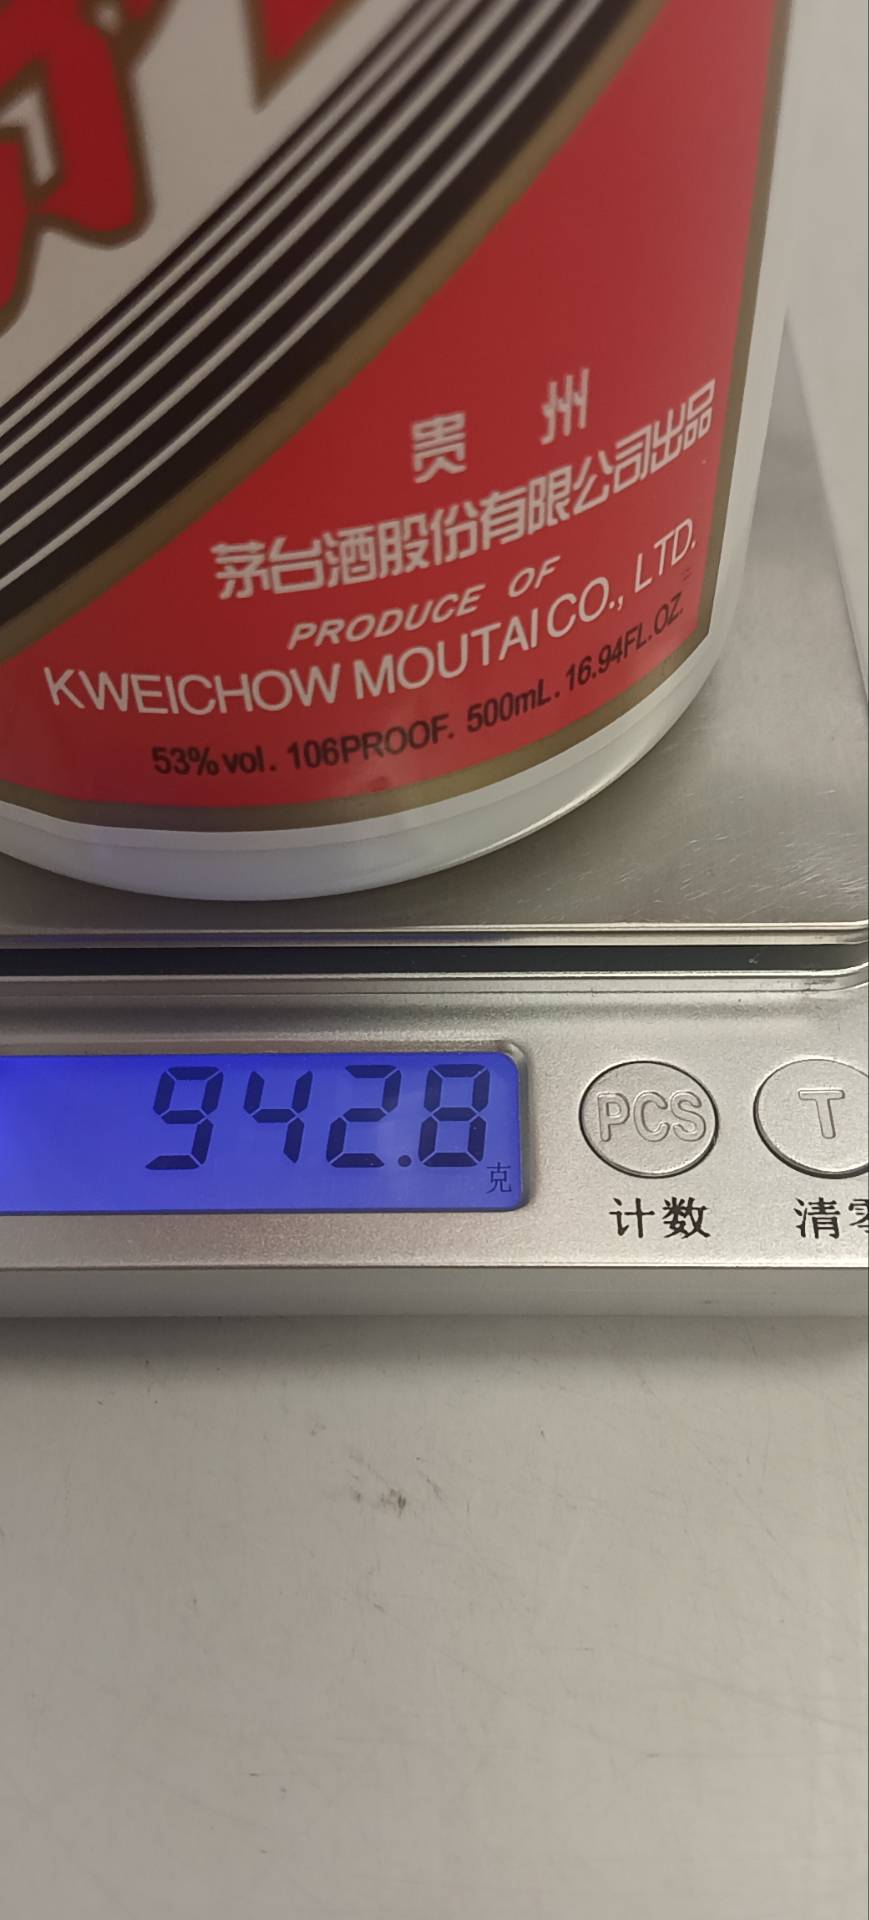 贵 州
茅台酒股份有限公司出品
PRODUCE OF
KWEICHOW MOUTAI CO., LTD.
53% vol. 106PROOF. 500mL. 16.94FL.OZ.
942.8
克
PCS
T
计数
清